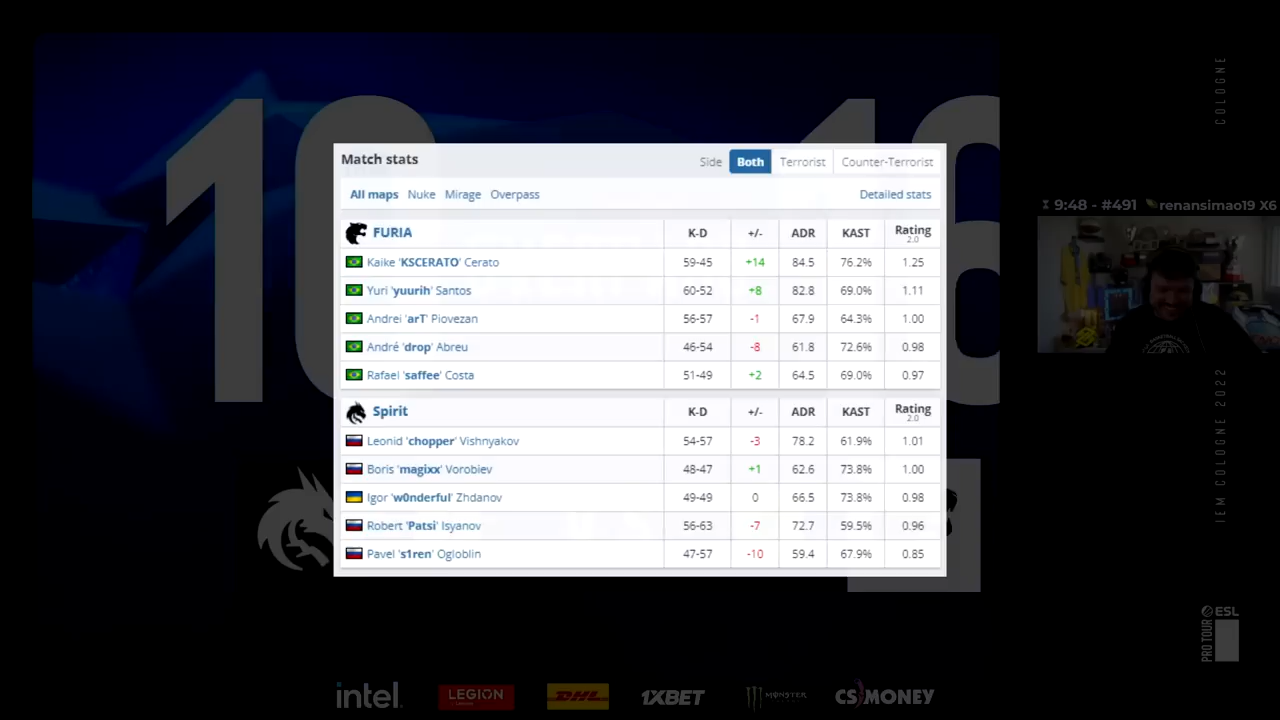 10
16
COLOGNE
Match stats
Side Both Terrorist Counter-Terrorist
All maps Nuke Mirage Overpass Detailed stats
FURIA K-D +/- ADR KAST Rating 2.0
Kaike 'KSCERATO' Cerato 59-45 +14 84.5 76.2% 1.25
Yuri 'yuurih' Santos 60-52 +8 82.8 69.0% 1.11
Andrei 'arT' Piovezan 56-57 -1 67.9 64.3% 1.00
André 'drop' Abreu 46-54 -8 61.8 72.6% 0.98
Rafael 'saffee' Costa 51-49 +2 64.5 69.0% 0.97
Spirit K-D +/- ADR KAST Rating 2.0
Leonid 'chopper' Vishnyakov 54-57 -3 78.2 61.9% 1.01
Boris 'magixx' Vorobiev 48-47 +1 62.6 73.8% 1.00
Igor 'w0nderful' Zhdanov 49-49 0 66.5 73.8% 0.98
Robert 'Patsi' Isyanov 56-63 -7 72.7 59.5% 0.96
Pavel 's1ren' Ogloblin 47-57 -10 59.4 67.9% 0.85
9:48 - #491 renansimao19 X6
IEM COLOGNE 2022
ESL
PRO TOUR
intel. LEGION Lenovo DHL 1XBET MONSTER CS MONEY